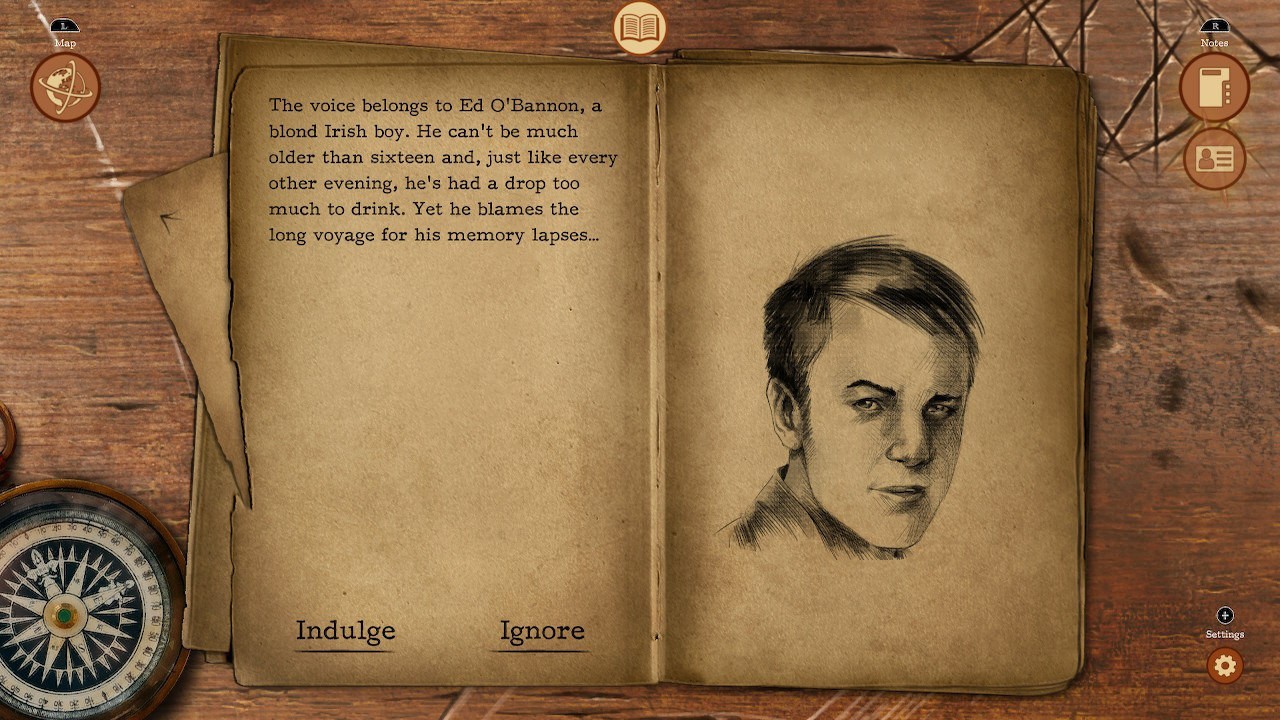 L
Map
R
Notes
The voice belongs to Ed O'Bannon, a
blond Irish boy. He can't be much
older than sixteen and, just like every
other evening, he's had a drop too
much to drink. Yet he blames the
long voyage for his memory lapses…
Indulge
Ignore
+
Settings